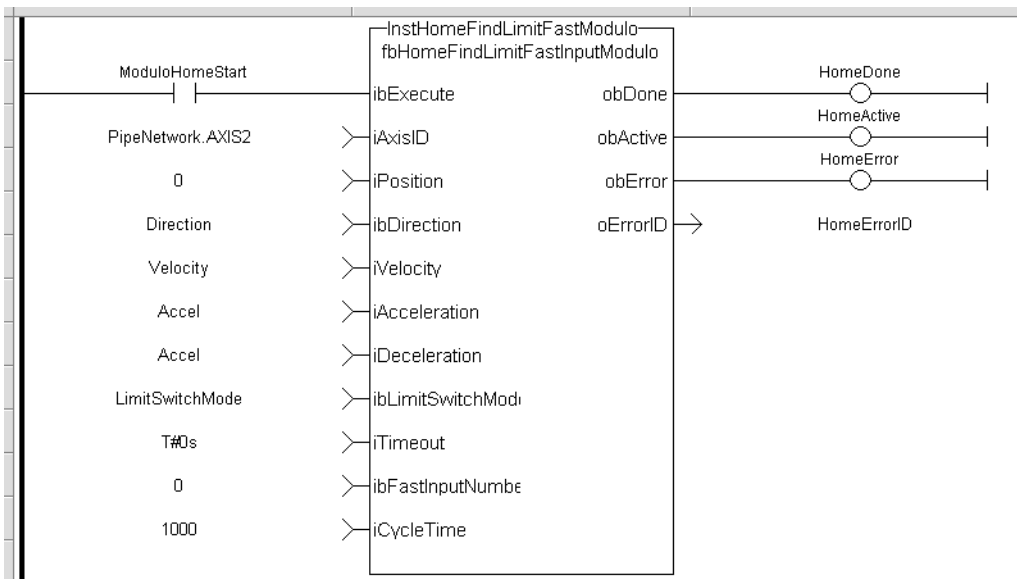 InstHomeFindLimitFastModulo
fbHomeFindLimitFastInputModulo
ModuloHomeStart ibExecute obDone HomeDone
PipeNetwork.AXIS2 iAxisID obActive HomeActive
0 iPosition obError HomeError
Direction ibDirection oErrorID HomeErrorID
Velocity iVelocity
Accel iAcceleration
Accel iDeceleration
LimitSwitchMode ibLimitSwitchMod
T#0s iTimeout
0 ibFastInputNumbe
1000 iCycleTime